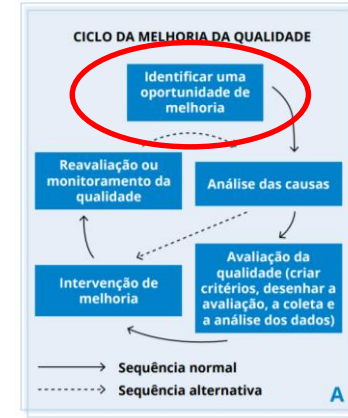 CICLO DA MELHORIA DA QUALIDADE
Identificar uma
oportunidade de
melhoria
Reavaliação ou
monitoramento da
qualidade
Análise das causas
Intervenção de
melhoria
Avaliação da
qualidade (criar
critérios, desenhar a
avaliação, a coleta e
a análise dos dados)
Sequência normal
Sequência alternativa
A